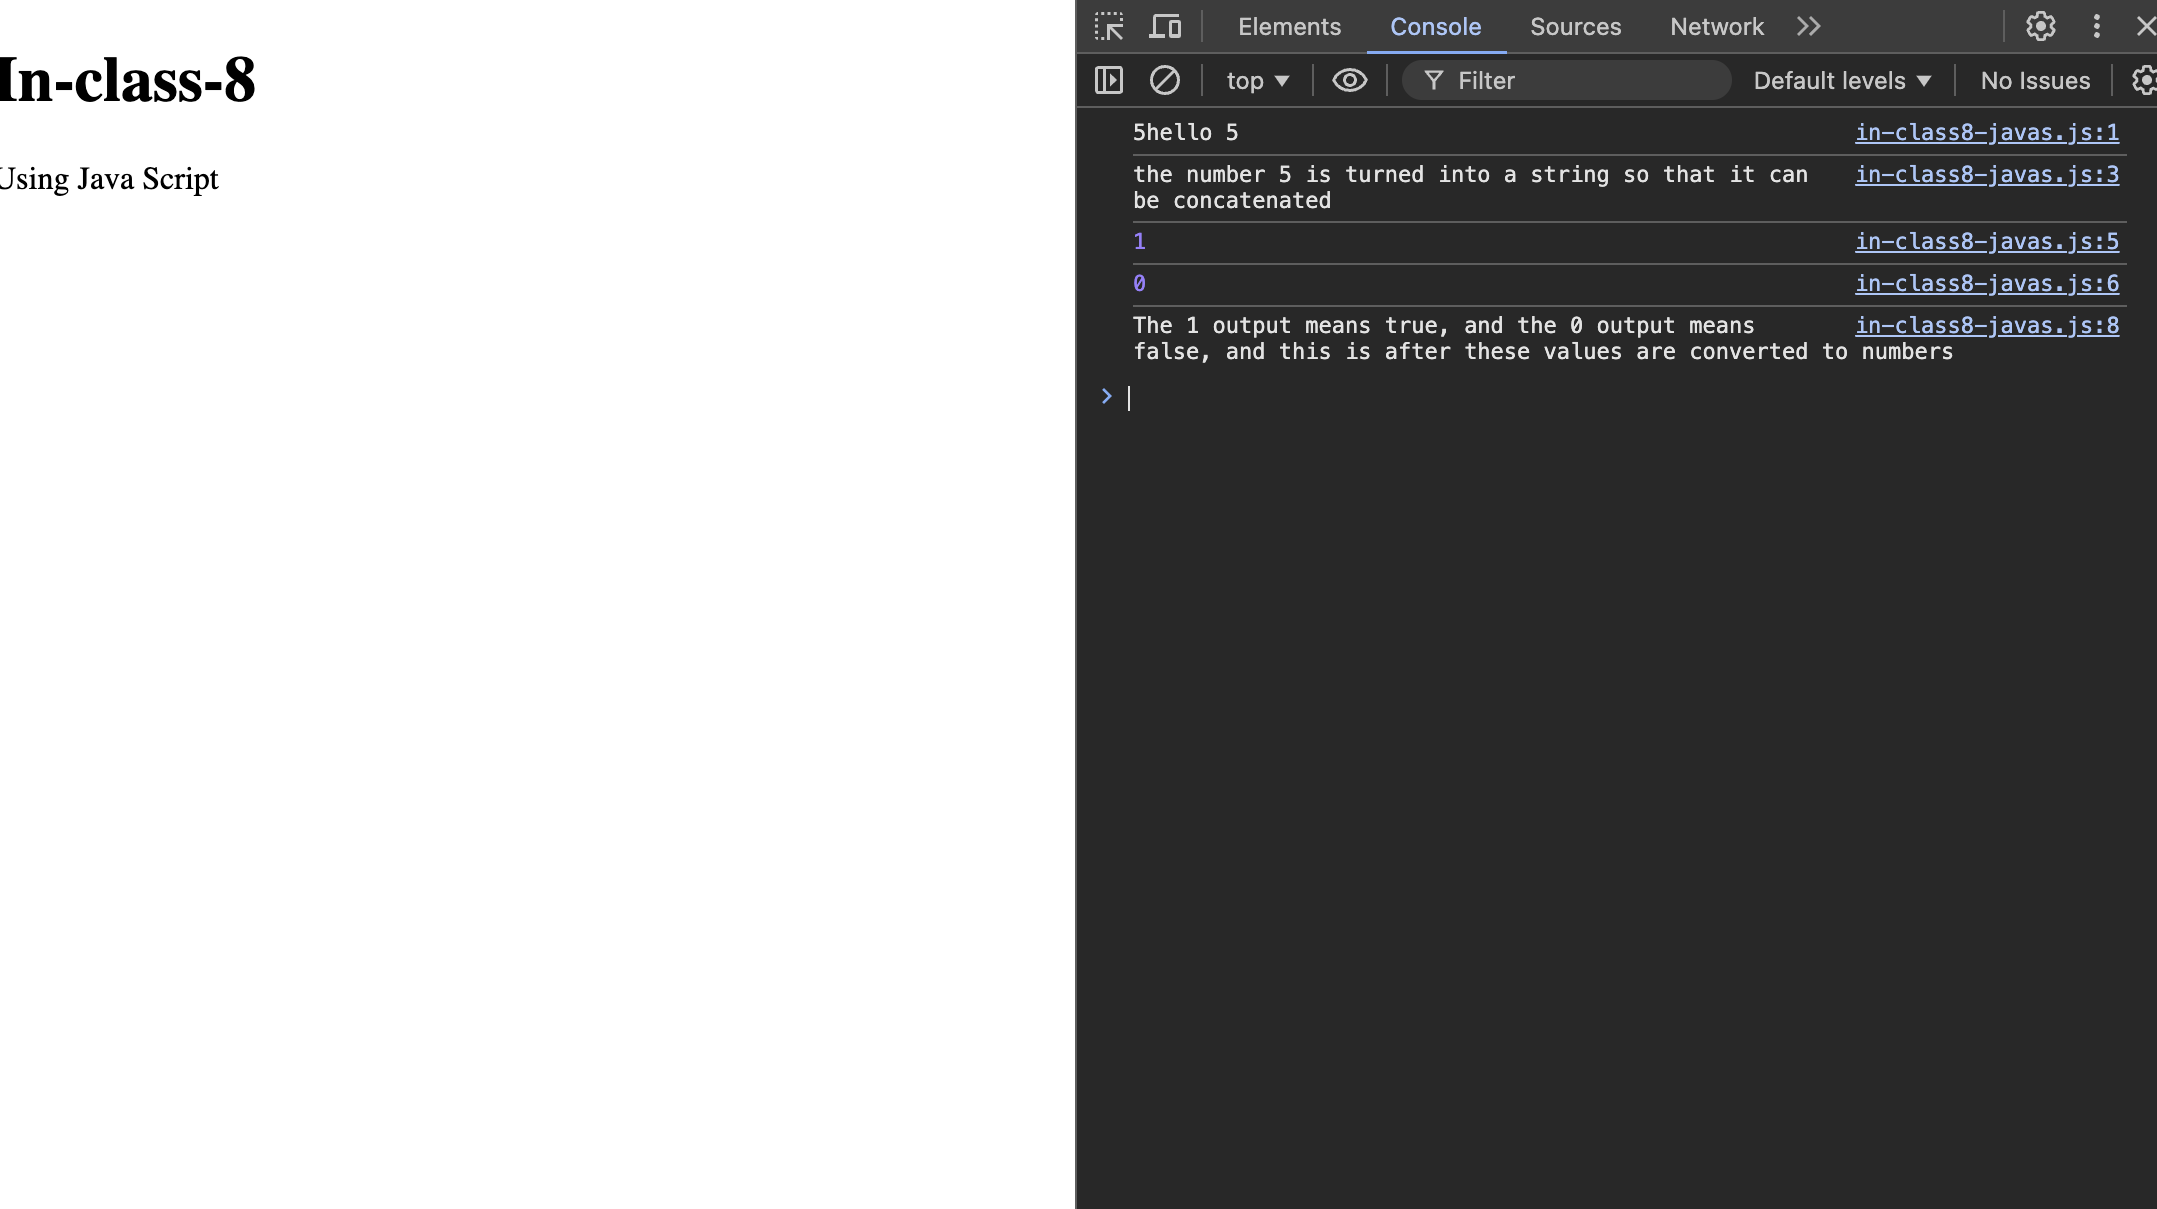 In-class-8
Using Java Script
Elements Console Sources Network
top Filter Default levels No Issues
5hello 5 in-class8-javas.js:1
the number 5 is turned into a string so that it can in-class8-javas.js:3
be concatenated
1 in-class8-javas.js:5
0 in-class8-javas.js:6
The 1 output means true, and the 0 output means in-class8-javas.js:8
false, and this is after these values are converted to numbers